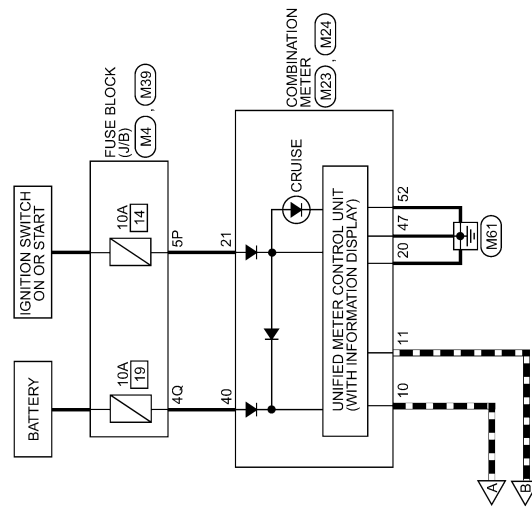 IGNITION SWITCH
ON OR START
BATTERY
FUSE BLOCK
(J/B)
M4 , M39
10A
14
10A
19
5P
4Q
COMBINATION
METER
M23 , M24
21
40
CRUISE
UNIFIED METER CONTROL UNIT
(WITH INFORMATION DISPLAY)
52
47
20
11
10
M61
A
B